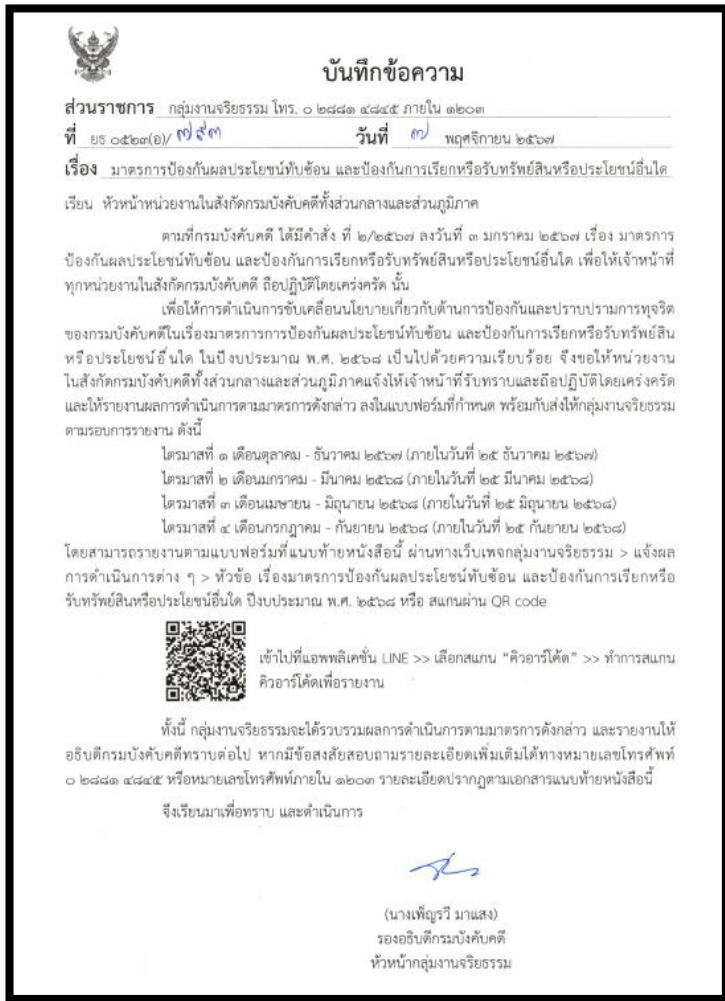 บันทึกข้อความ
ส่วนราชการ กลุ่มงานจริยธรรม โทร. ๐ ๒๘๘๑ ๔๘๔๕ ภายใน ๑๒๐๓
ที่ ยธ ๐๕๒๓(อ)/ ๗๙๓ วันที่ ๗ พฤศจิกายน ๒๕๖๗
เรื่อง มาตรการป้องกันผลประโยชน์ทับซ้อน และป้องกันการเรียกหรือรับทรัพย์สินหรือประโยชน์อื่นใด
เรียน หัวหน้าหน่วยงานในสังกัดกรมบังคับคดีทั้งส่วนกลางและส่วนภูมิภาค
ตามที่กรมบังคับคดี ได้มีคำสั่ง ที่ ๒/๒๕๖๗ ลงวันที่ ๓ มกราคม ๒๕๖๗ เรื่อง มาตรการ
ป้องกันผลประโยชน์ทับซ้อน และป้องกันการเรียกหรือรับทรัพย์สินหรือประโยชน์อื่นใด เพื่อให้เจ้าหน้าที่
ทุกหน่วยงานในสังกัดกรมบังคับคดี ถือปฏิบัติโดยเคร่งครัด นั้น
เพื่อให้การดำเนินการขับเคลื่อนนโยบายเกี่ยวกับด้านการป้องกันและปราบปรามการทุจริต
ของกรมบังคับคดีในเรื่องมาตรการการป้องกันผลประโยชน์ทับซ้อน และป้องกันการเรียกหรือรับทรัพย์สิน
หรือประโยชน์อื่นใด ในปีงบประมาณ พ.ศ. ๒๕๖๘ เป็นไปด้วยความเรียบร้อย จึงขอให้หน่วยงาน
ในสังกัดกรมบังคับคดีทั้งส่วนกลางและส่วนภูมิภาคแจ้งให้เจ้าหน้าที่รับทราบและถือปฏิบัติโดยเคร่งครัด
และให้รายงานผลการดำเนินการตามมาตรการดังกล่าว ลงในแบบฟอร์มที่กำหนด พร้อมกับส่งให้กลุ่มงานจริยธรรม
ตามรอบการรายงาน ดังนี้
ไตรมาสที่ ๑ เดือนตุลาคม - ธันวาคม ๒๕๖๗ (ภายในวันที่ ๒๕ ธันวาคม ๒๕๖๗)
ไตรมาสที่ ๒ เดือนมกราคม - มีนาคม ๒๕๖๘ (ภายในวันที่ ๒๕ มีนาคม ๒๕๖๘)
ไตรมาสที่ ๓ เดือนเมษายน - มิถุนายน ๒๕๖๘ (ภายในวันที่ ๒๕ มิถุนายน ๒๕๖๘)
ไตรมาสที่ ๔ เดือนกรกฎาคม - กันยายน ๒๕๖๘ (ภายในวันที่ ๒๕ กันยายน ๒๕๖๘)
โดยสามารถรายงานตามแบบฟอร์มที่แนบท้ายหนังสือนี้ ผ่านทางเว็บเพจกลุ่มงานจริยธรรม > แจ้งผล
การดำเนินการต่าง ๆ > หัวข้อ เรื่องมาตรการป้องกันผลประโยชน์ทับซ้อน และป้องกันการเรียกหรือ
รับทรัพย์สินหรือประโยชน์อื่นใด ปีงบประมาณ พ.ศ. ๒๕๖๘ หรือ สแกนผ่าน QR code
เข้าไปที่แอพพลิเคชั่น LINE >> เลือกสแกน “คิวอาร์โค้ด” >> ทำการสแกน
คิวอาร์โค้ดเพื่อรายงาน
ทั้งนี้ กลุ่มงานจริยธรรมจะได้รวบรวมผลการดำเนินการตามมาตรการดังกล่าว และรายงานให้
อธิบดีกรมบังคับคดีทราบต่อไป หากมีข้อสงสัยสอบถามรายละเอียดเพิ่มเติมได้ทางหมายเลขโทรศัพท์
๐ ๒๘๘๑ ๔๘๔๕ หรือหมายเลขโทรศัพท์ภายใน ๑๒๐๓ รายละเอียดปรากฏตามเอกสารแนบท้ายหนังสือนี้
จึงเรียนมาเพื่อทราบ และดำเนินการ
(นางเพ็ญรวี มาแสง)
รองอธิบดีกรมบังคับคดี
หัวหน้ากลุ่มงานจริยธรรม